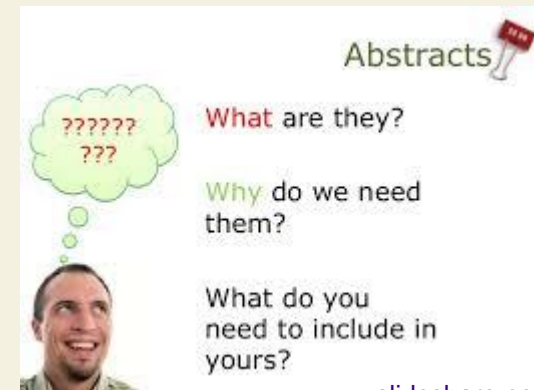 Abstracts
??????
???
What are they?
Why do we need
them?
What do you
need to include in
yours?